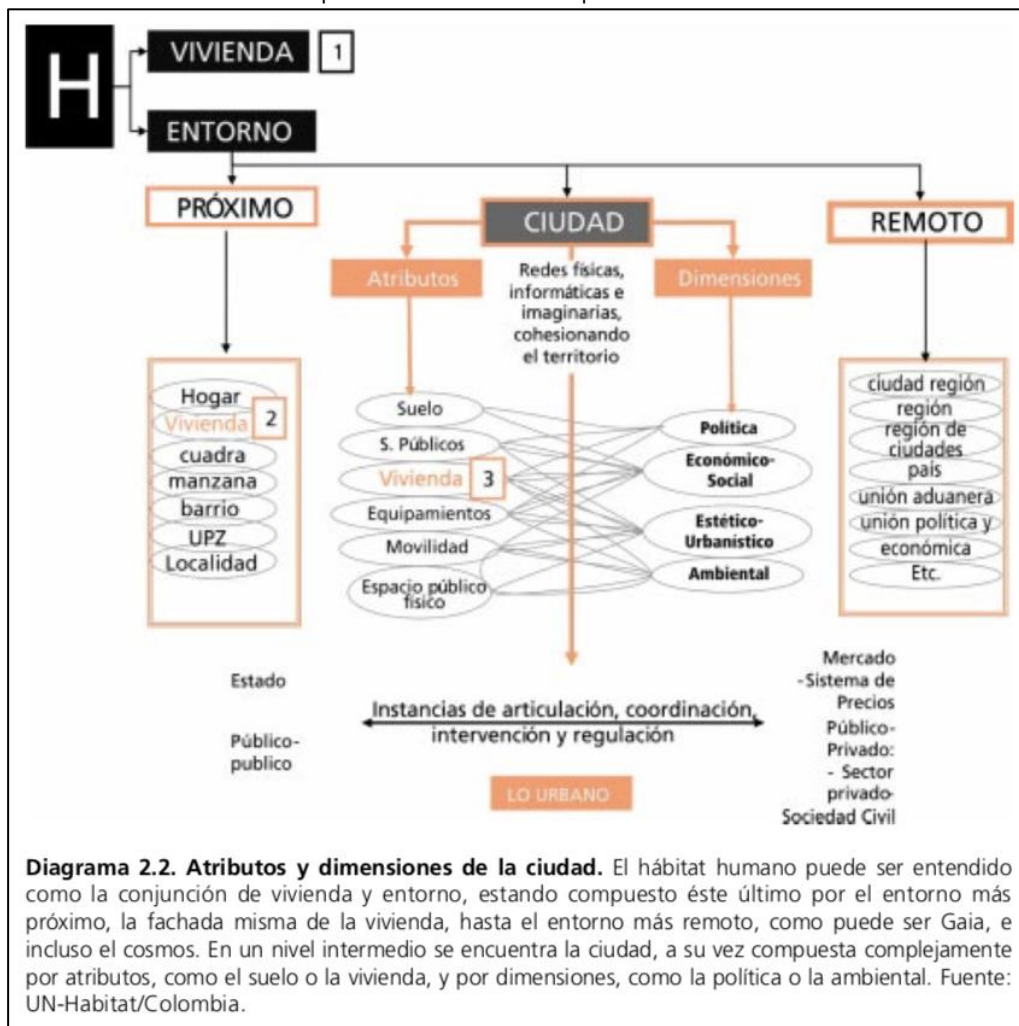 H
VIVIENDA
1
ENTORNO
PRÓXIMO
CIUDAD
REMOTO
Atributos
Redes físicas,
informáticas e
imaginarias,
cohesionando
el territorio
Dimensiones
Hogar
Vivienda
2
cuadra
manzana
barrio
UPZ
Localidad
Suelo
S. Públicos
Vivienda
3
Equipamientos
Movilidad
Espacio público
físico
Política
Económico-
Social
Estético-
Urbanístico
Ambiental
ciudad región
región
región de
ciudades
país
unión aduanera
unión política y
económica
Etc.
Estado
Público-
publico
Instancias de articulación, coordinación,
intervención y regulación
Mercado
-Sistema de
Precios
Público-
Privado:
- Sector
privado-
Sociedad Civil
LO URBANO
Diagrama 2.2. Atributos y dimensiones de la ciudad. El hábitat humano puede ser entendido
como la conjunción de vivienda y entorno, estando compuesto éste último por el entorno más
próximo, la fachada misma de la vivienda, hasta el entorno más remoto, como puede ser Gaia, e
incluso el cosmos. En un nivel intermedio se encuentra la ciudad, a su vez compuesta complejamente
por atributos, como el suelo o la vivienda, y por dimensiones, como la política o la ambiental. Fuente:
UN-Habitat/Colombia.